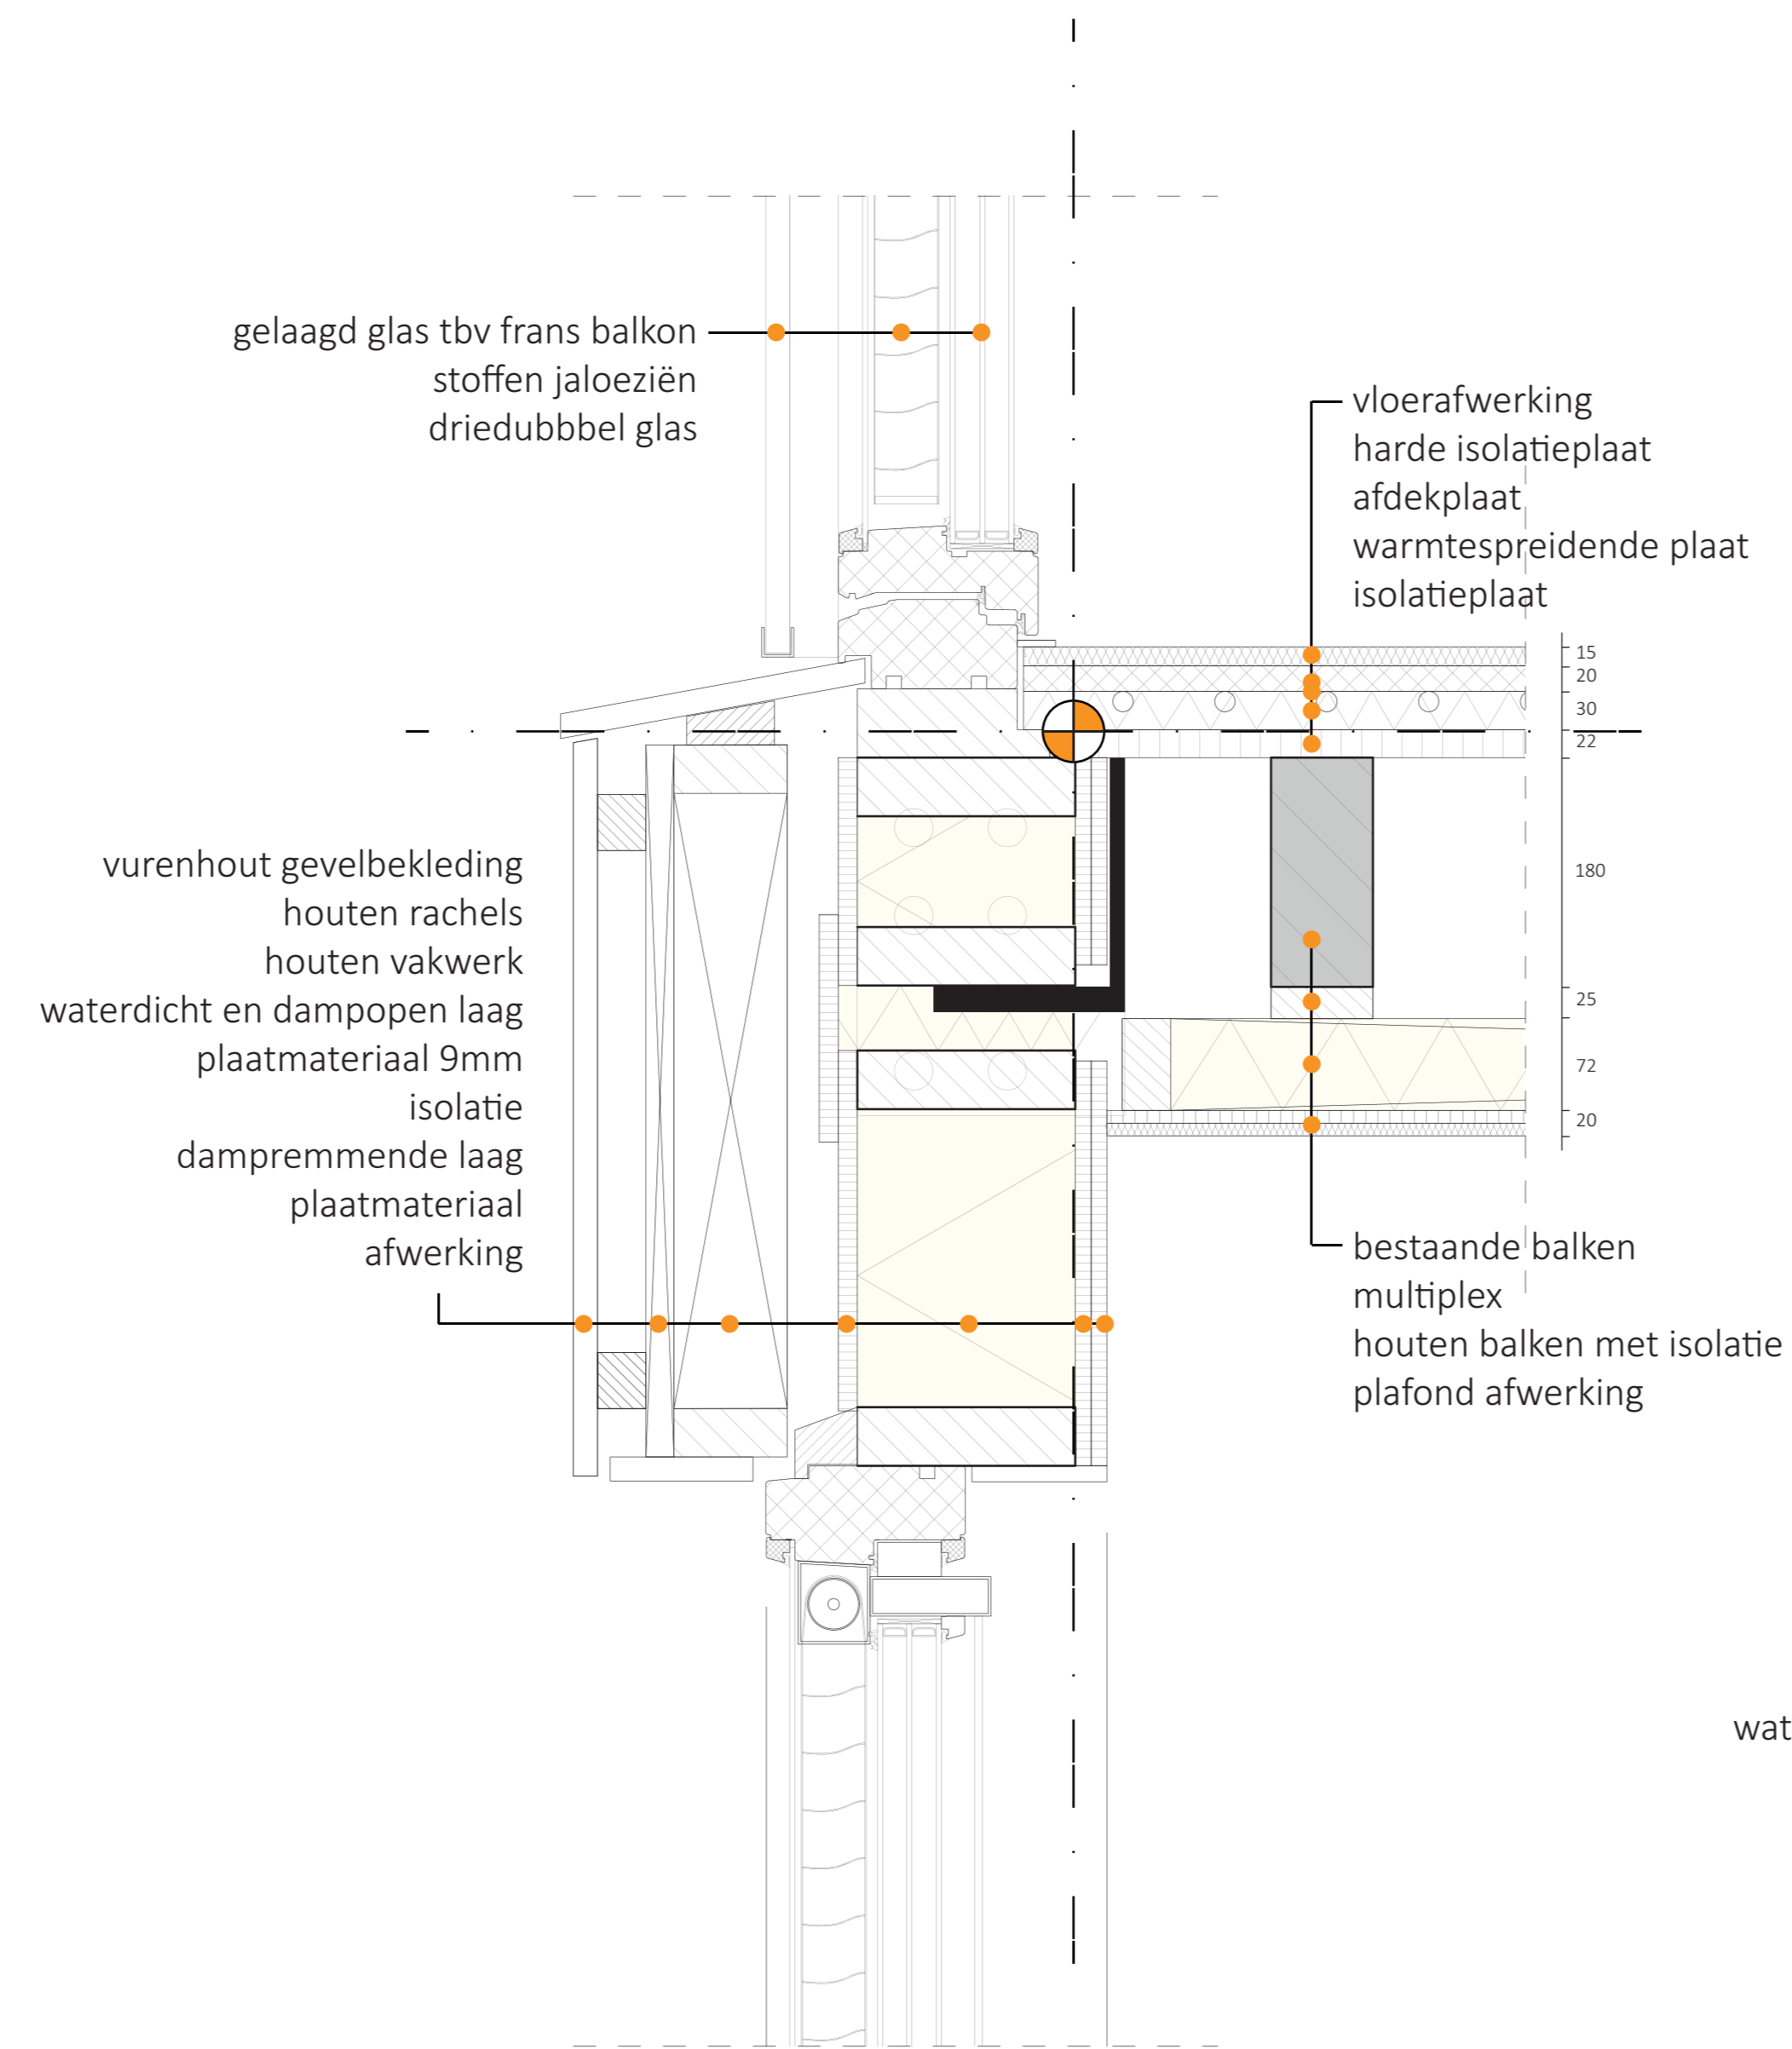 gelaagd glas tbv frans balkon
stoffen jaloeziën
driedubbbel glas
vloerafwerking
harde isolatieplaat
afdekplaat
warmtespreidende plaat
isolatieplaat
15
20
30
22
180
25
72
20
vurenhout gevelbekleding
houten rachels
houten vakwerk
waterdicht en dampopen laag
plaatmateriaal 9mm
isolatie
dampremmende laag
plaatmateriaal
afwerking
bestaande balken
multiplex
houten balken met isolatie
plafond afwerking
wat